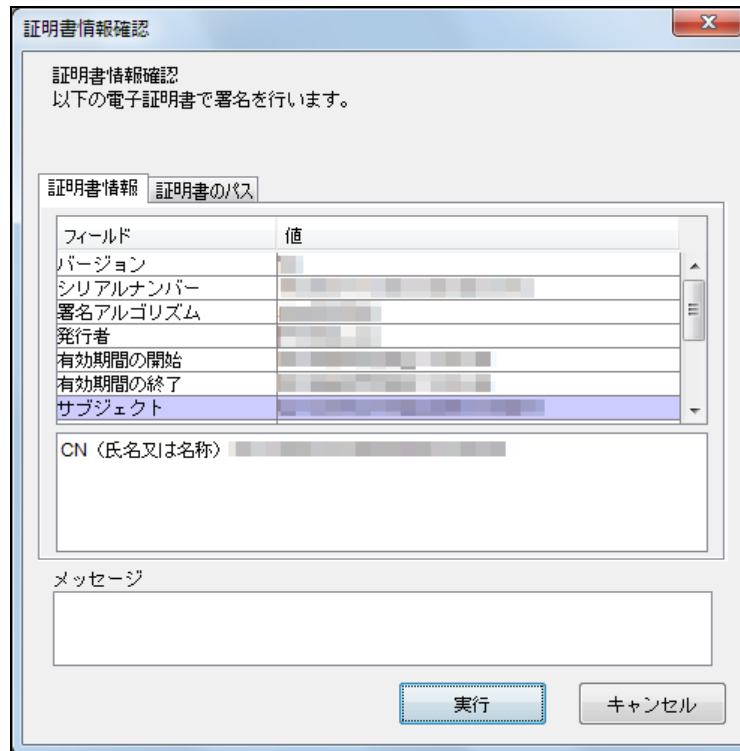 証明書情報確認
証明書情報確認
以下の電子証明書で署名を行います。
証明書情報 証明書のパス
フィールド 値
バージョン
シリアルナンバー
署名アルゴリズム
発行者
有効期間の開始
有効期間の終了
サブジェクト
CN（氏名又は名称）
メッセージ
実行 キャンセル